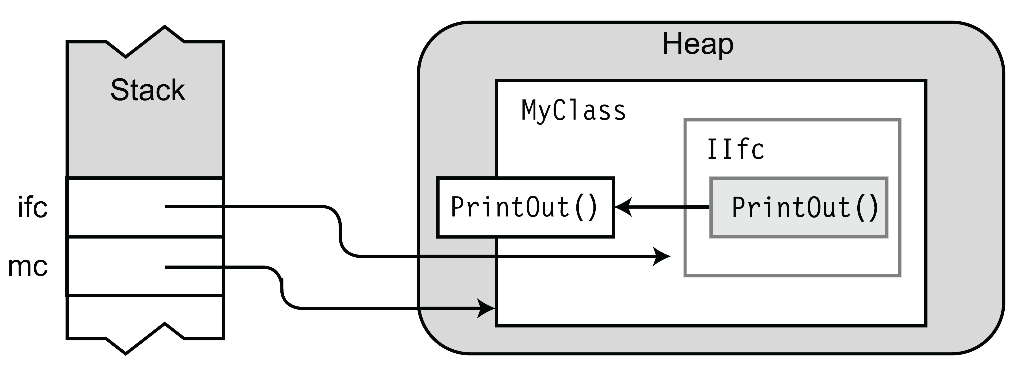 Heap
Stack
MyClass
IIfc
ifc
PrintOut()
PrintOut()
mc